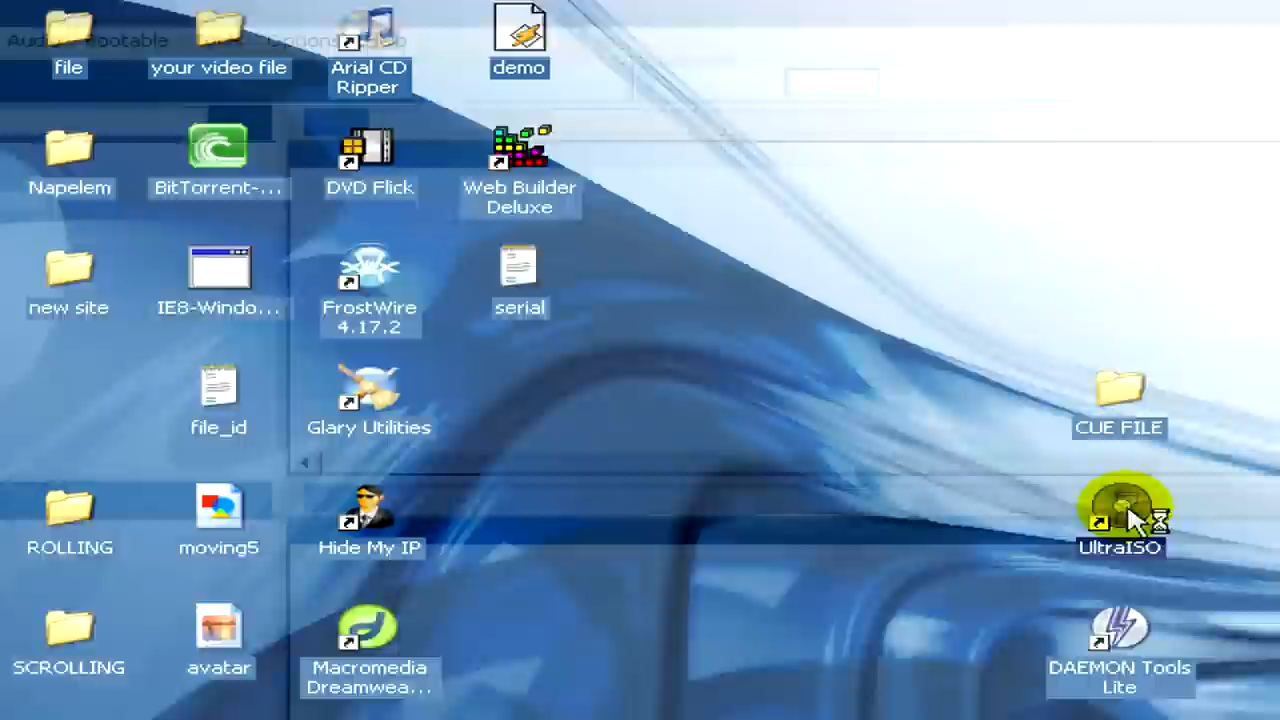 Bootable
Options
file
your video file
Arial CD
Ripper
demo
Napelem
BitTorrent-...
DVD Flick
Web Builder
Deluxe
new site
IE8-Windo...
FrostWire
4.17.2
serial
file_id
Glary Utilities
CUE FILE
ROLLING
moving5
Hide My IP
UltraISO
SCROLLING
avatar
Macromedia
Dreamwea...
DAEMON Tools
Lite